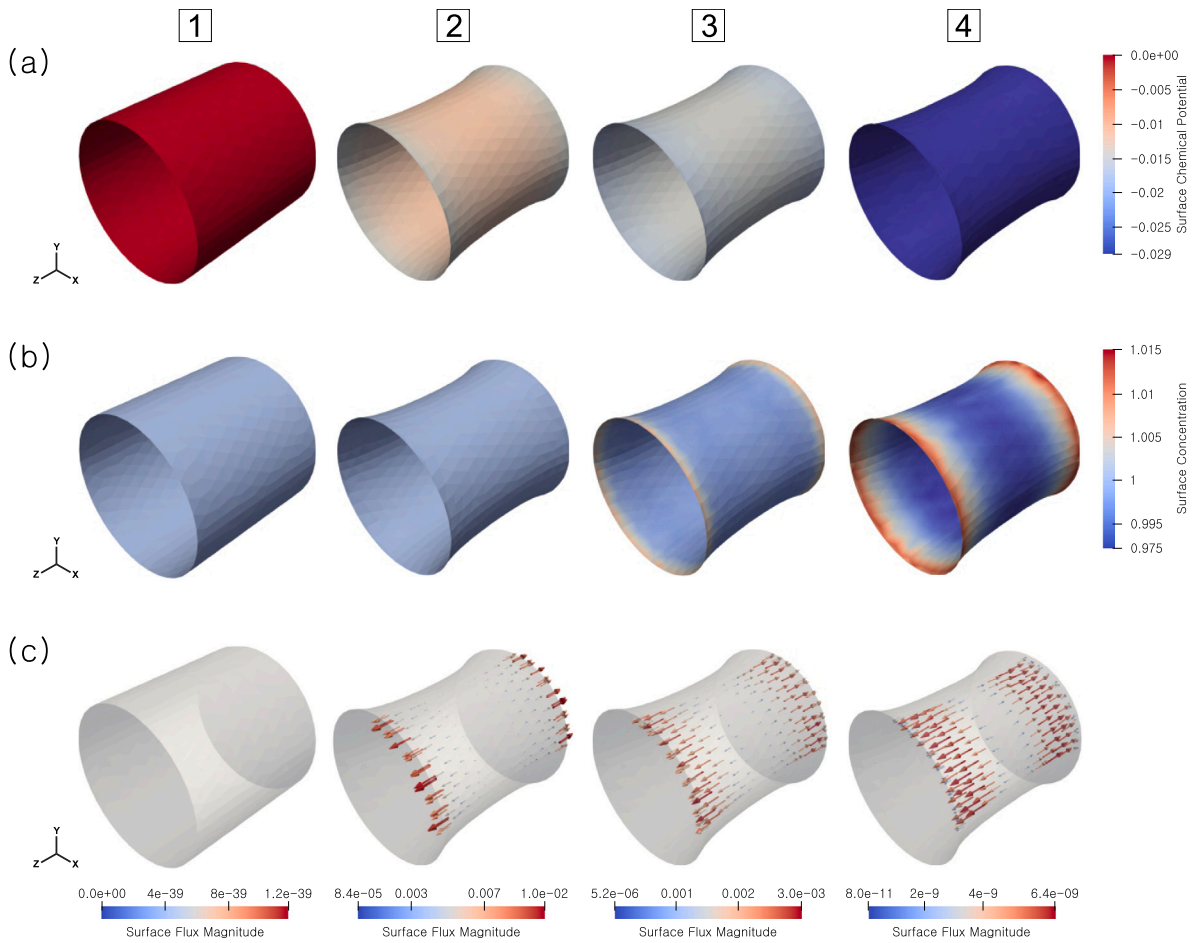 1 2 3 4
(a)
0.0e+00
-0.005
-0.01
-0.015
-0.02
-0.025
-0.029
Surface Chemical Potential
Y
Z X
(b)
1.015
1.01
1.005
1
0.995
0.975
Surface Concentration
Y
Z X
(c)
Y
Z X
0.0e+00 4e-39 8e-39 1.2e-39
Surface Flux Magnitude
8.4e-05 0.003 0.007 1.0e-02
Surface Flux Magnitude
5.2e-06 0.001 0.002 3.0e-03
Surface Flux Magnitude
8.0e-11 2e-9 4e-9 6.4e-09
Surface Flux Magnitude